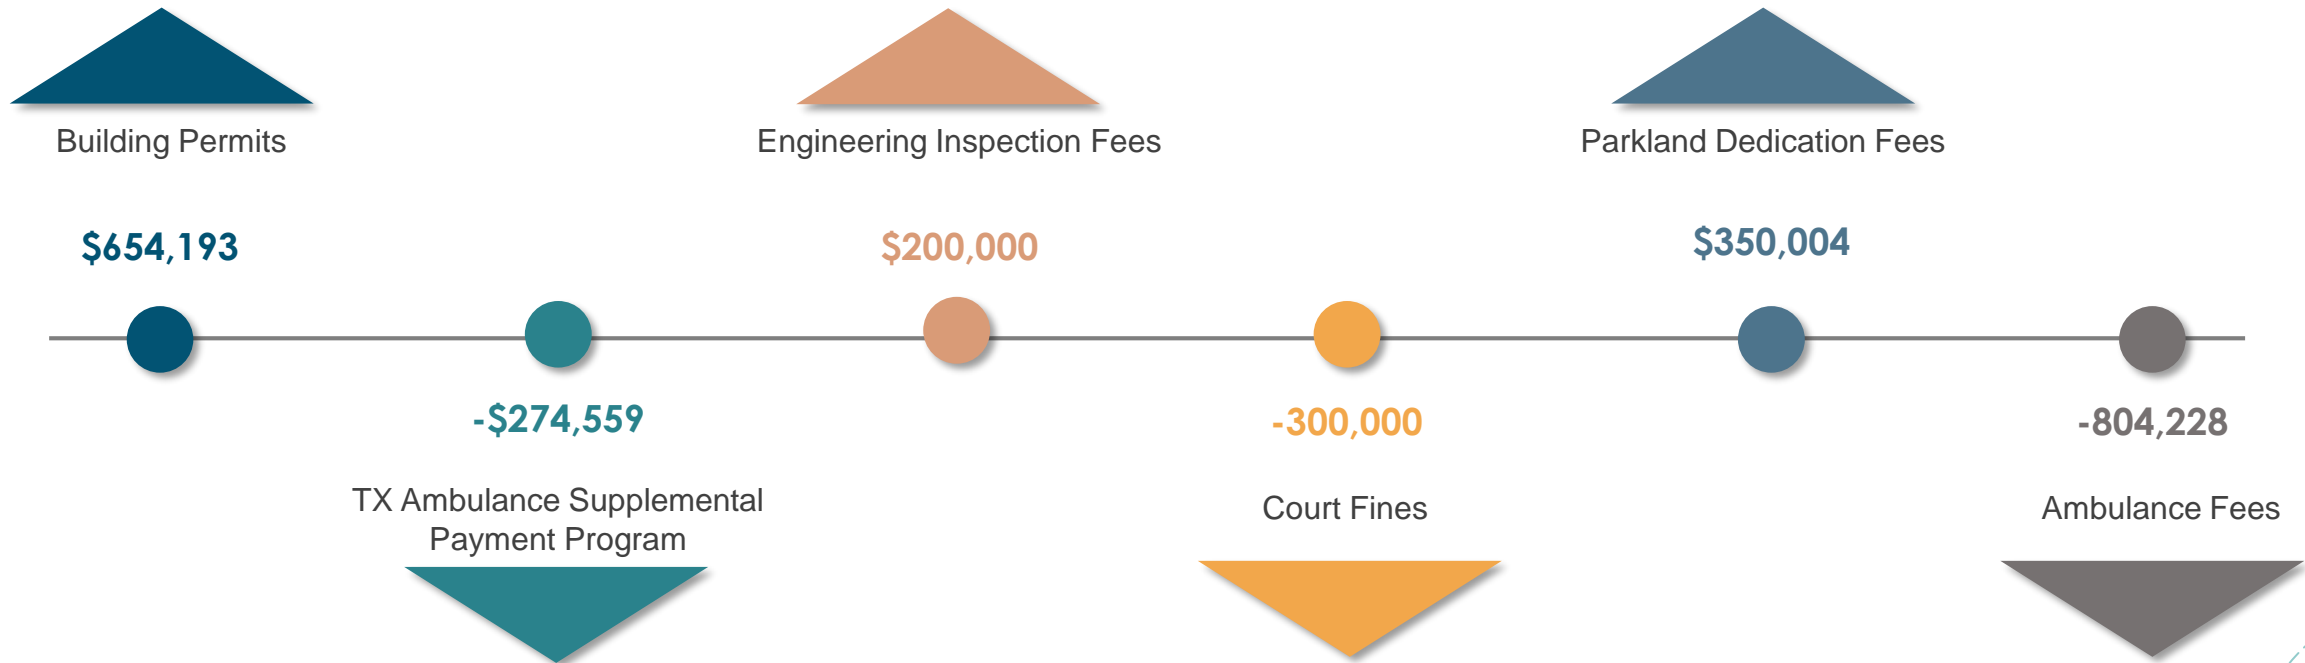 Building Permits
$654,193
-$274,559
TX Ambulance Supplemental
Payment Program
Engineering Inspection Fees
$200,000
-300,000
Court Fines
Parkland Dedication Fees
$350,004
-804,228
Ambulance Fees